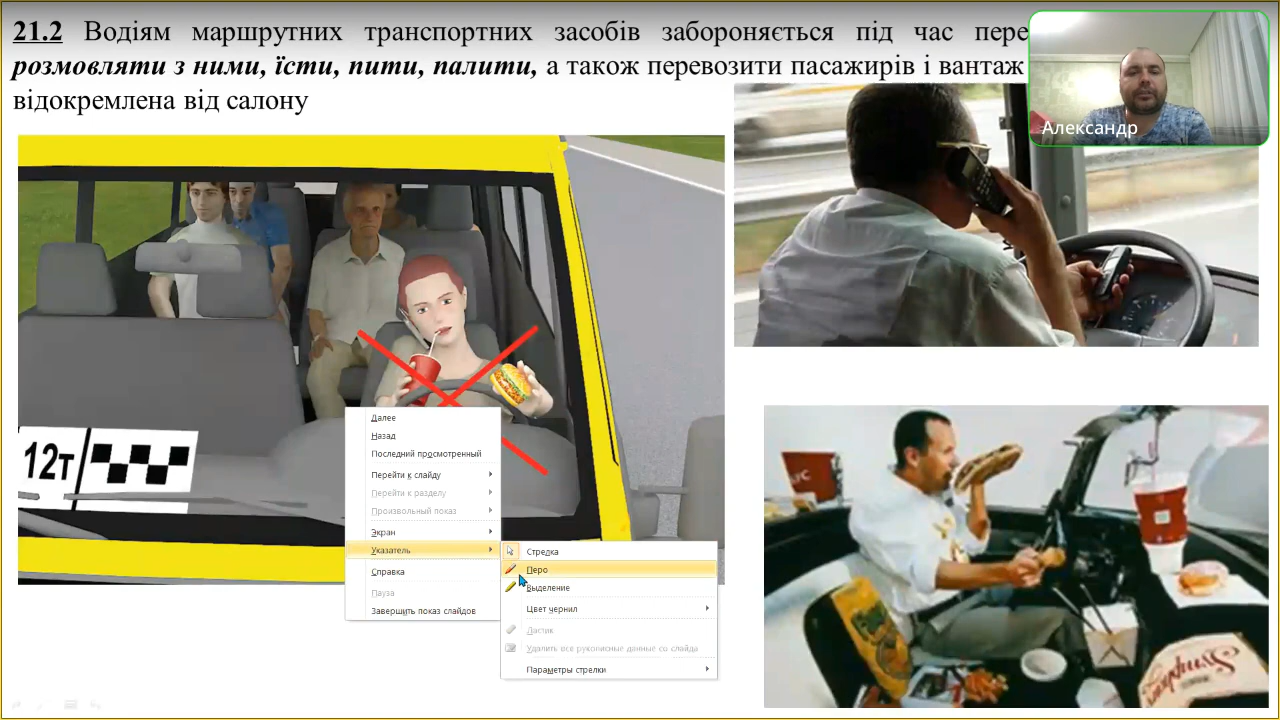 21.2 Водіям маршрутних транспортних засобів забороняється під час пере
розмовляти з ними, їсти, пити, палити, а також перевозити пасажирів і вантаж
відокремлена від салону
Александр
12т
Далее
Назад
Последний просмотренный
Перейти к слайду
Перейти к разделу
Произвольный показ
Экран
Указатель
Справка
Пауза
Завершить показ слайдов
Стрелка
Перо
Выделение
Цвет чернил
Ластик
Удалить все рукописные данные со слайда
Параметры стрелки